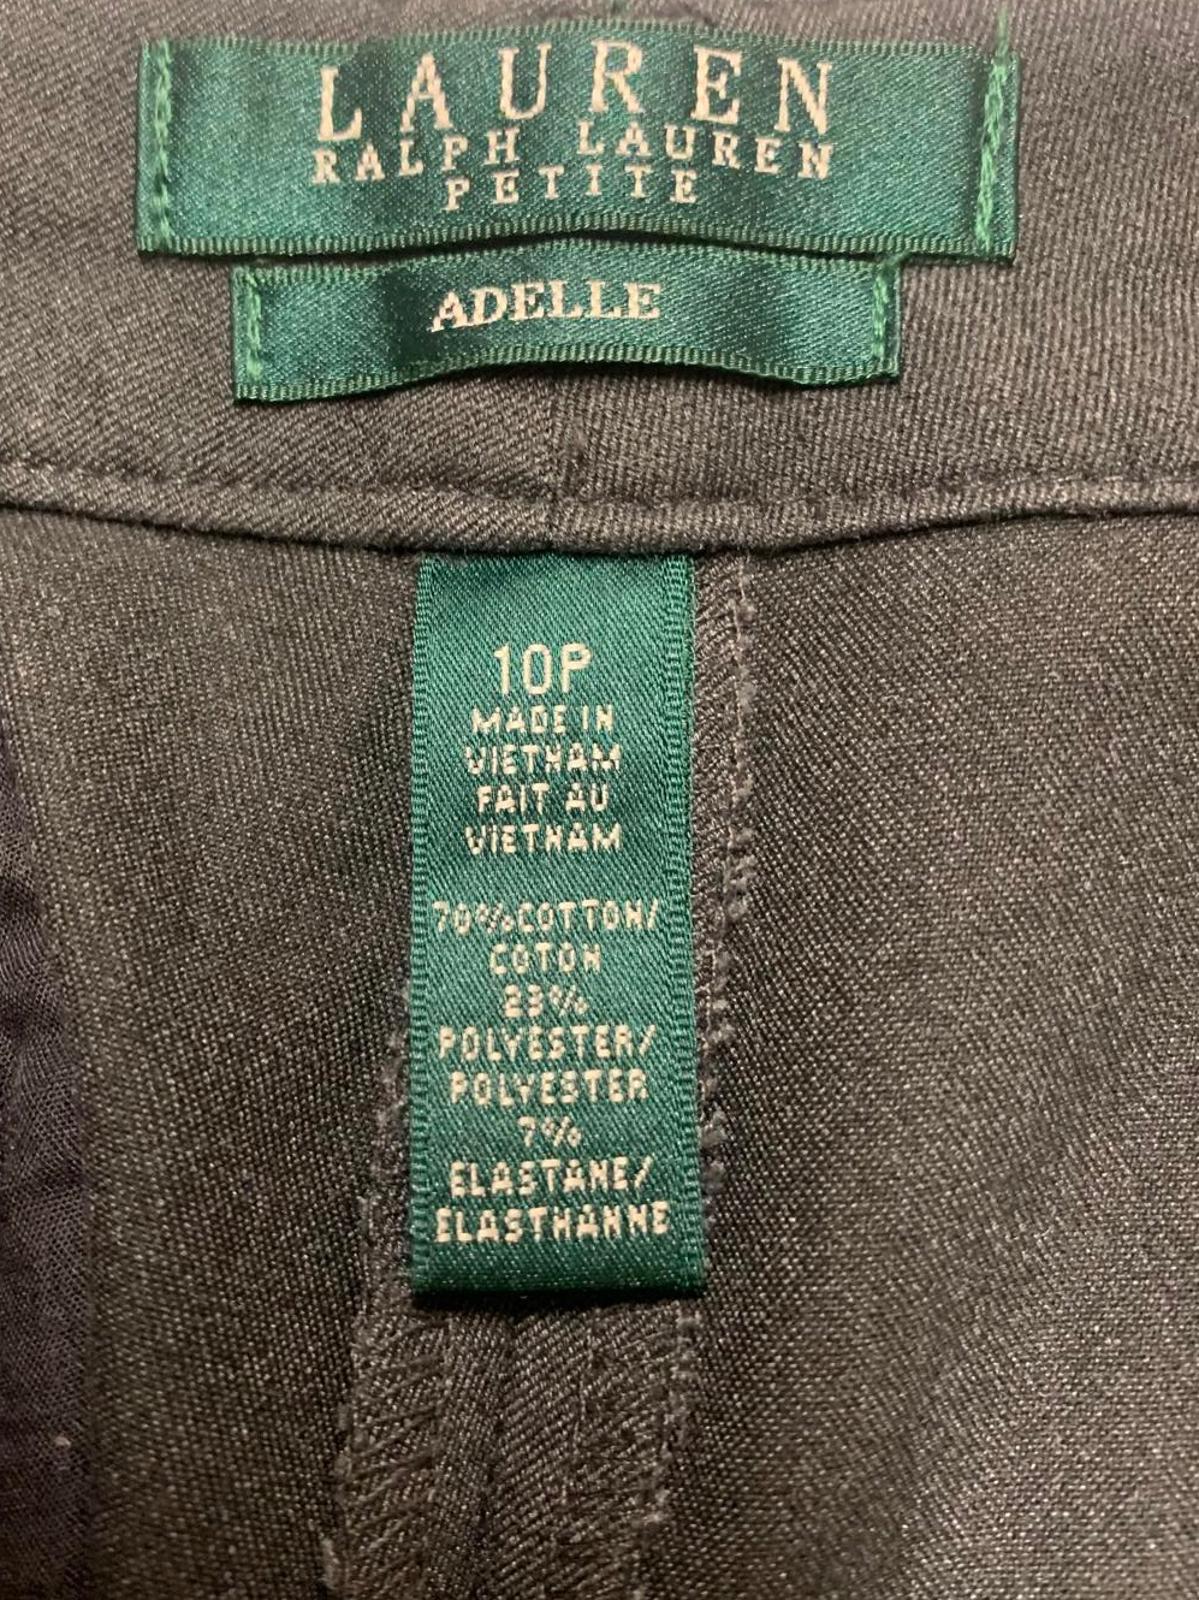 LAUREN
RALPH LAUREN
PETITE
ADELLE
10P
MADE IN
VIETNAM
FAIT AU
VIETNAM
70%COTTON/
COTON
23%
POLYESTER/
POLYESTER
7%
ELASTANE/
ELASTHANNE